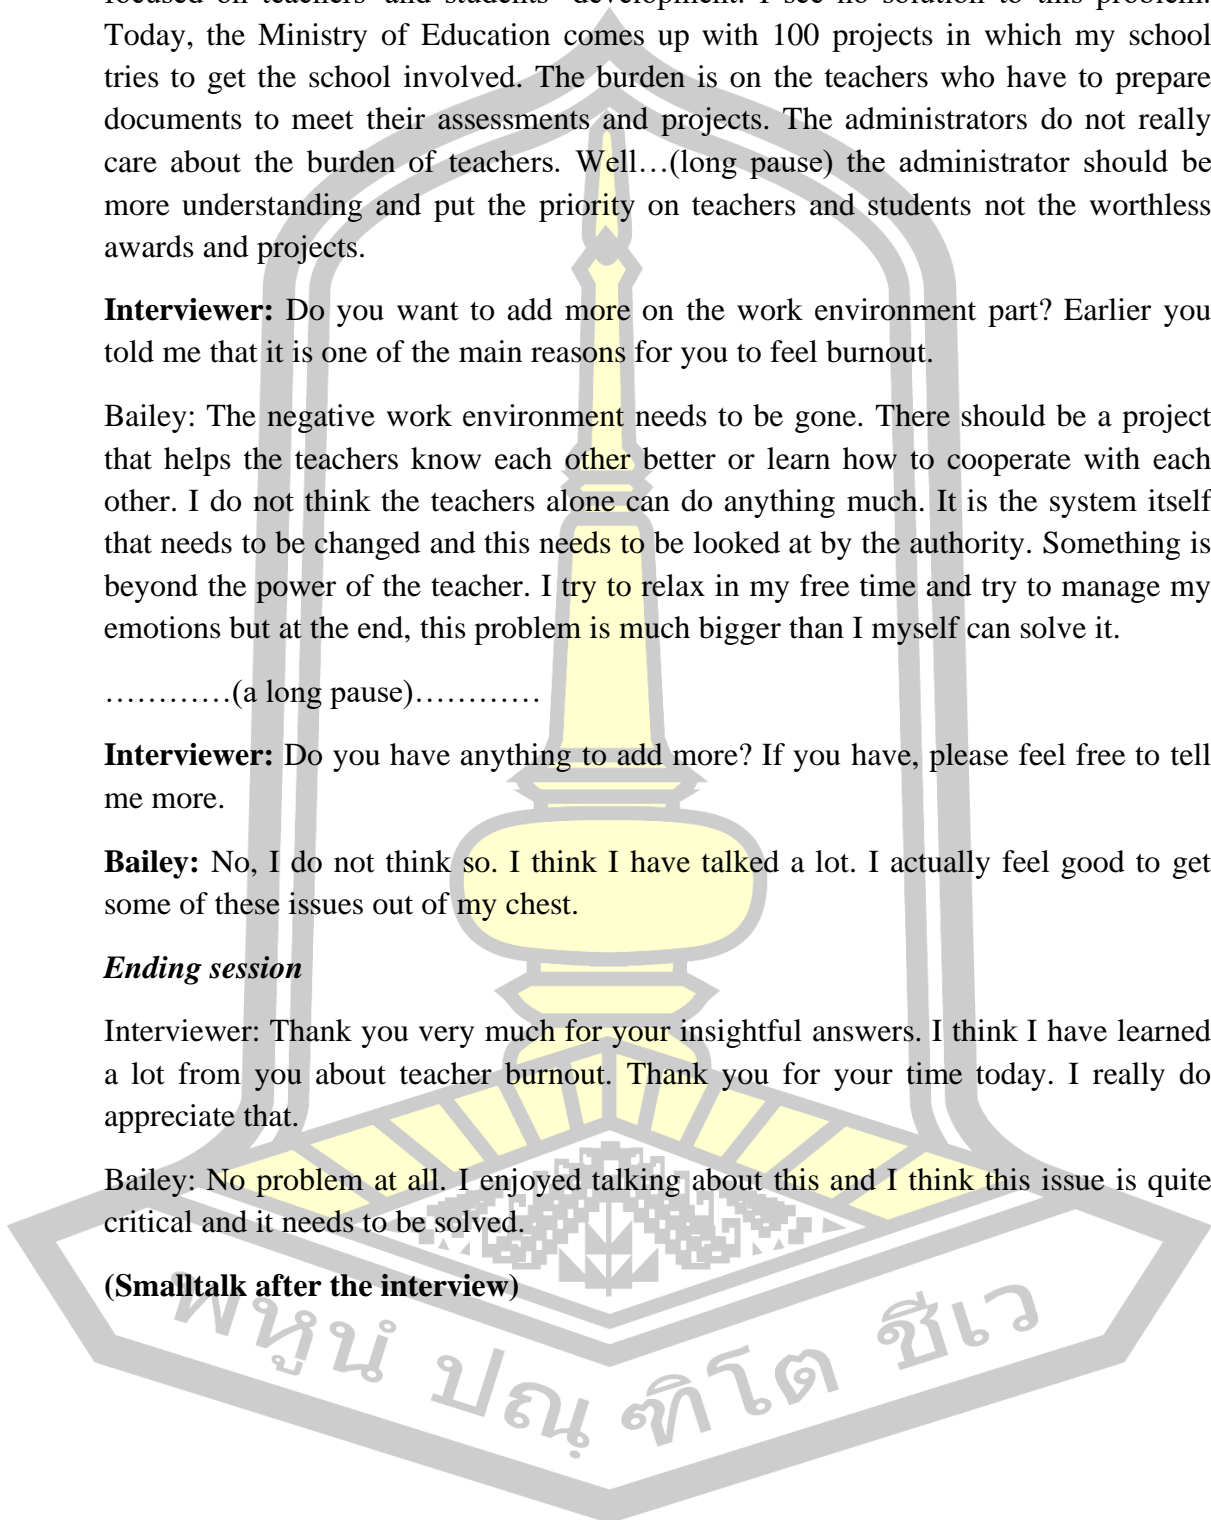 focused on teachers' and students' development. I see no solution to this problem.
Today, the Ministry of Education comes up with 100 projects in which my school
tries to get the school involved. The burden is on the teachers who have to prepare
documents to meet their assessments and projects. The administrators do not really
care about the burden of teachers. Well…(long pause) the administrator should be
more understanding and put the priority on teachers and students not the worthless
awards and projects.
Interviewer: Do you want to add more on the work environment part? Earlier you
told me that it is one of the main reasons for you to feel burnout.
Bailey: The negative work environment needs to be gone. There should be a project
that helps the teachers know each other better or learn how to cooperate with each
other. I do not think the teachers alone can do anything much. It is the system itself
that needs to be changed and this needs to be looked at by the authority. Something is
beyond the power of the teacher. I try to relax in my free time and try to manage my
emotions but at the end, this problem is much bigger than I myself can solve it.
…………(a long pause)…………
Interviewer: Do you have anything to add more? If you have, please feel free to tell
me more.
Bailey: No, I do not think so. I think I have talked a lot. I actually feel good to get
some of these issues out of my chest.
Ending session
Interviewer: Thank you very much for your insightful answers. I think I have learned
a lot from you about teacher burnout. Thank you for your time today. I really do
appreciate that.
Bailey: No problem at all. I enjoyed talking about this and I think this issue is quite
critical and it needs to be solved.
(Smalltalk after the interview)
พหูนํ ปณฺฑิโต ชีเว